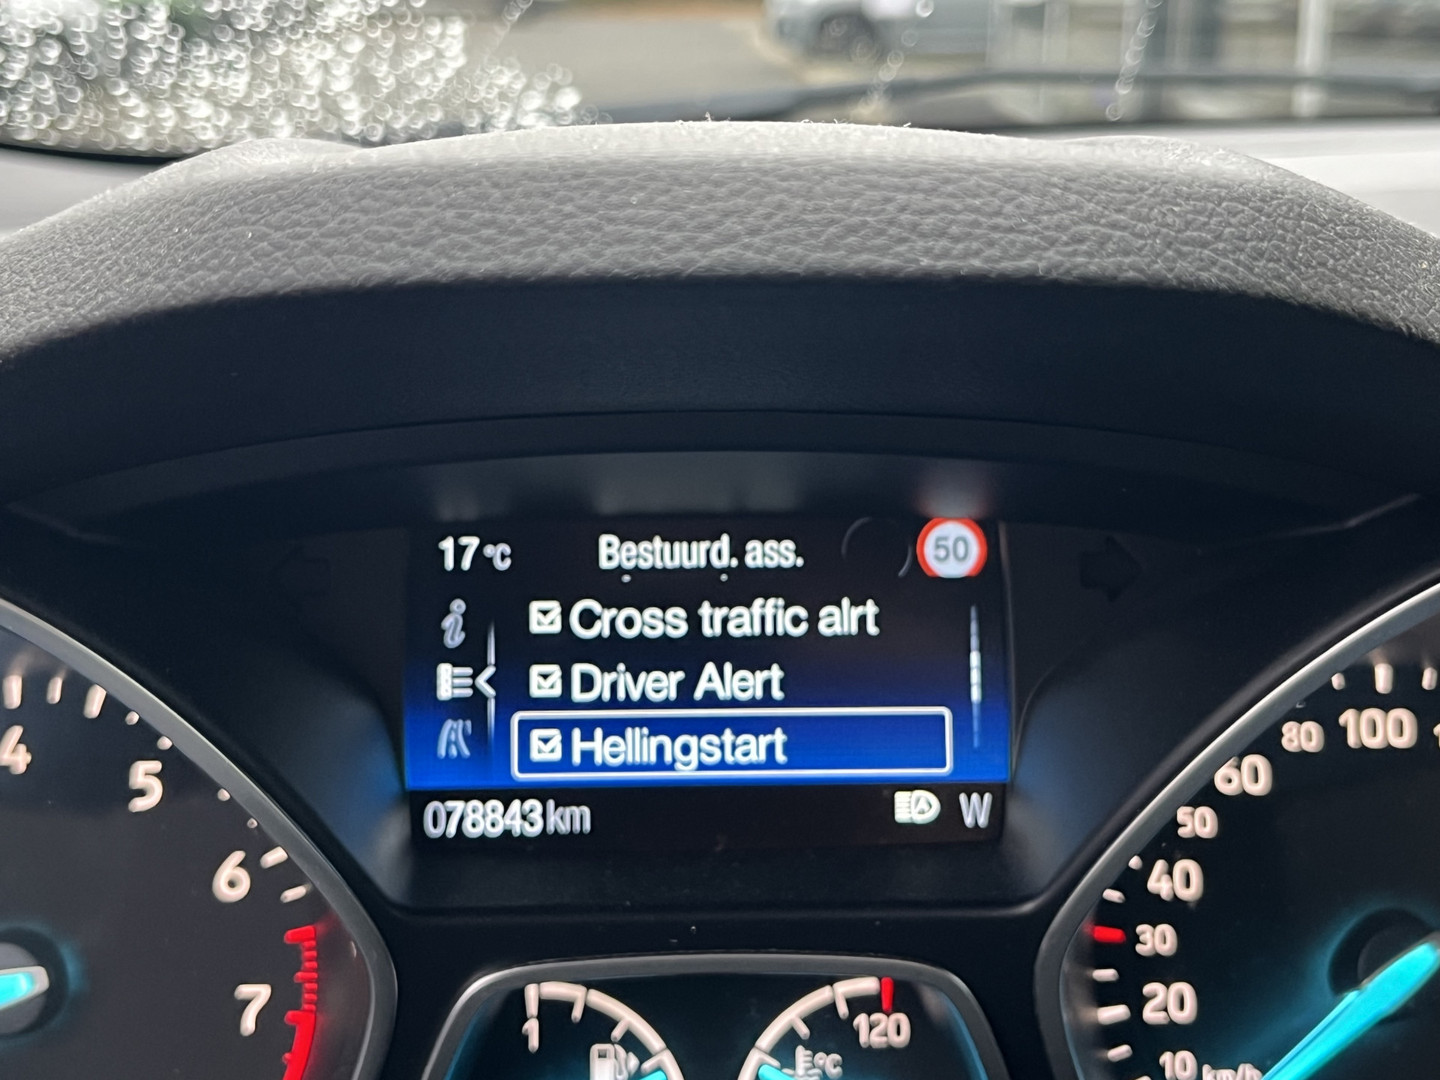 17 °C Bestuurd. ass. 50
Cross traffic alrt
Driver Alert
Hellingstart
078843 km A W
4
5
6
7
1
120
°C
100
80
60
50
40
30
20
10
km/h